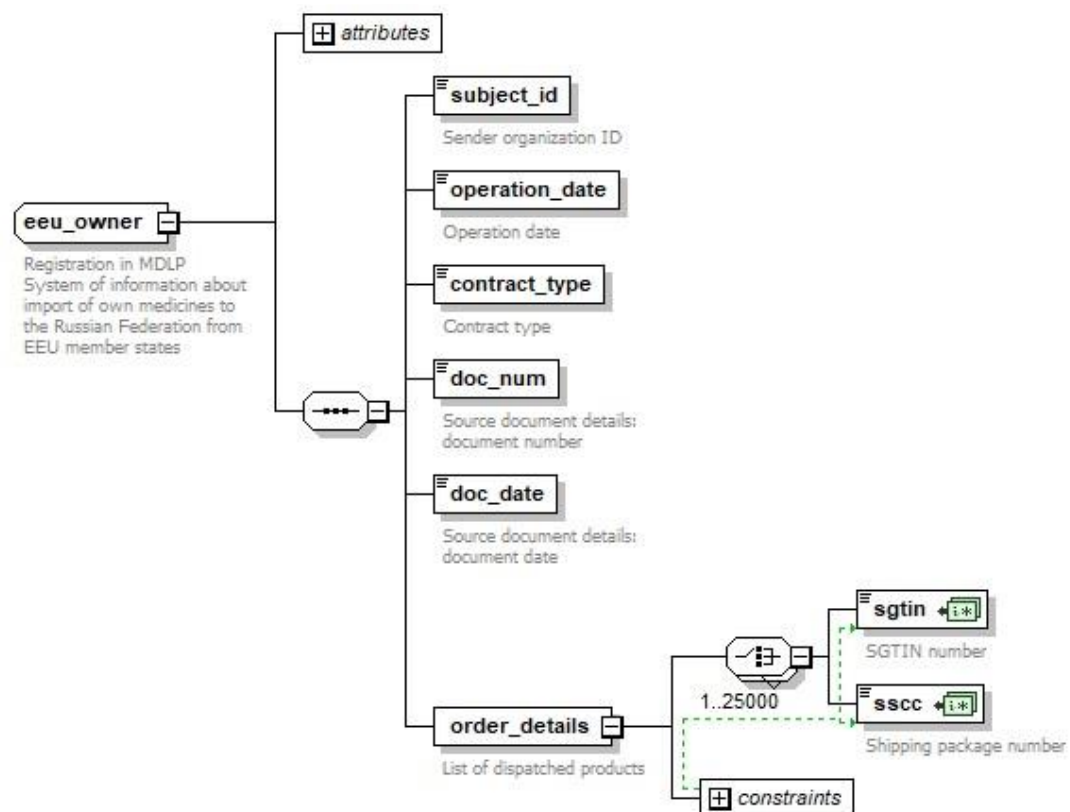 attributes
subject_id
Sender organization ID
operation_date
Operation date
eeu_owner
Registration in MDLP
System of information about
import of own medicines to
the Russian Federation from
EEU member states
contract_type
Contract type
doc_num
Source document details:
document number
doc_date
Source document details:
document date
sgtin
SGTIN number
1..25000
sscc
Shipping package number
order_details
List of dispatched products
constraints